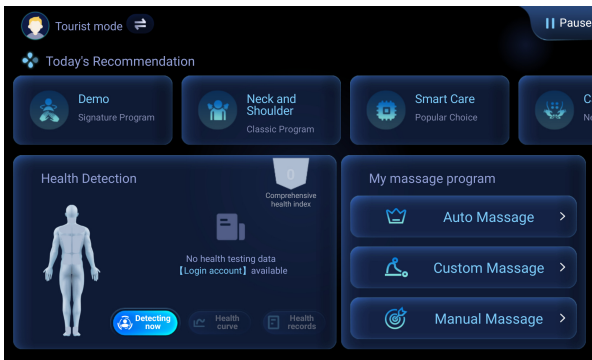 Tourist mode
Pause
Today's Recommendation
Demo
Signature Program
Neck and
Shoulder
Classic Program
Smart Care
Popular Choice
Health Detection
0
Comprehensive
health index
No health testing data
【Login account】available
Detecting
now
Health
curve
Health
records
My massage program
Auto Massage
Custom Massage
Manual Massage